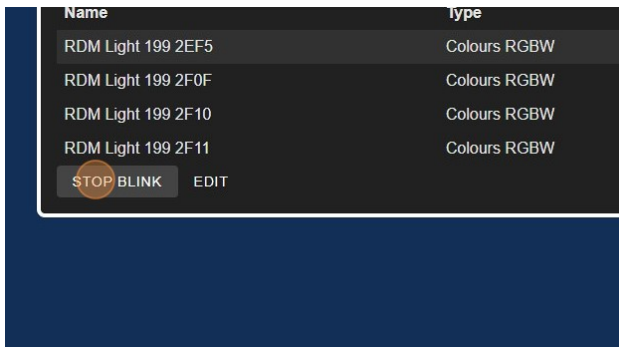 Name Type
RDM Light 199 2EF5 Colours RGBW
RDM Light 199 2F0F Colours RGBW
RDM Light 199 2F10 Colours RGBW
RDM Light 199 2F11 Colours RGBW
STOP BLINK EDIT